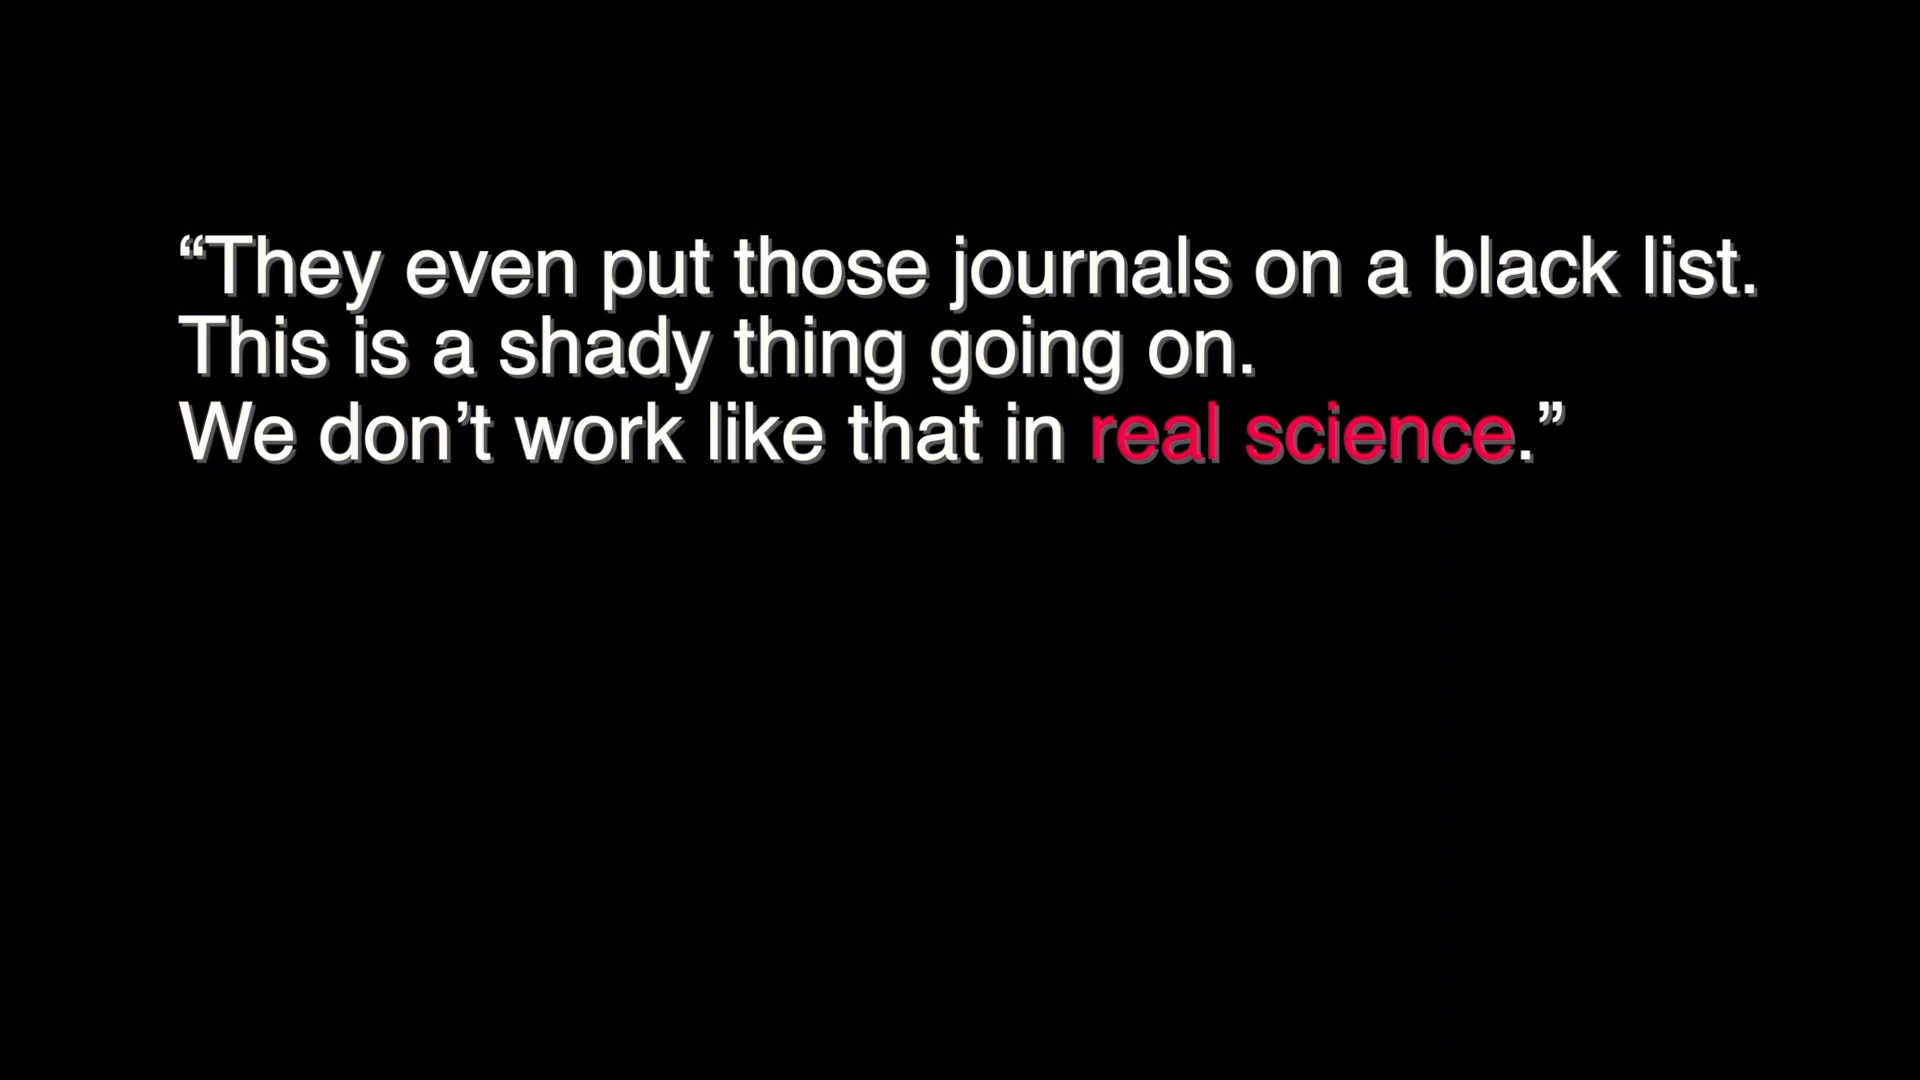 “They even put those journals on a black list.
This is a shady thing going on.
We don’t work like that in real science.”